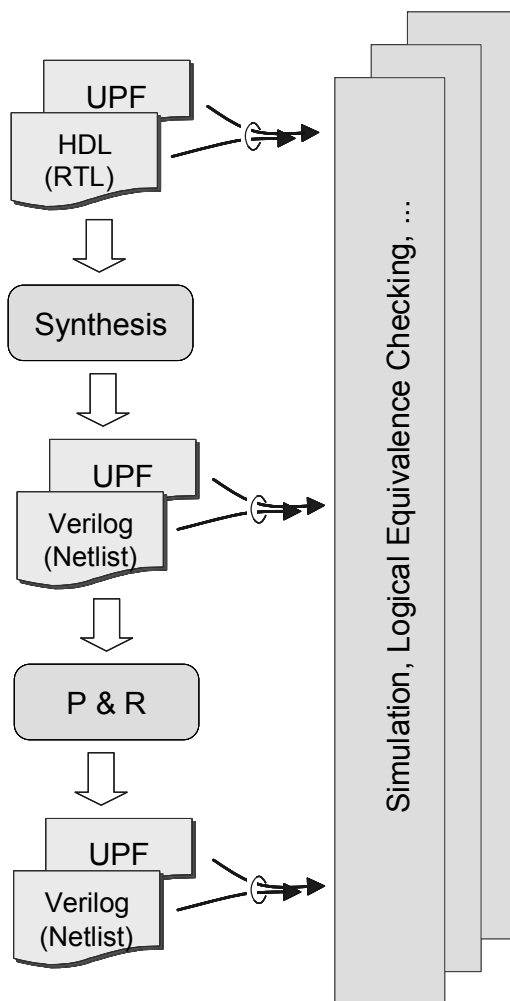 UPF
HDL
(RTL)
Synthesis
UPF
Verilog
(Netlist)
P & R
UPF
Verilog
(Netlist)
Simulation, Logical Equivalence Checking, ...